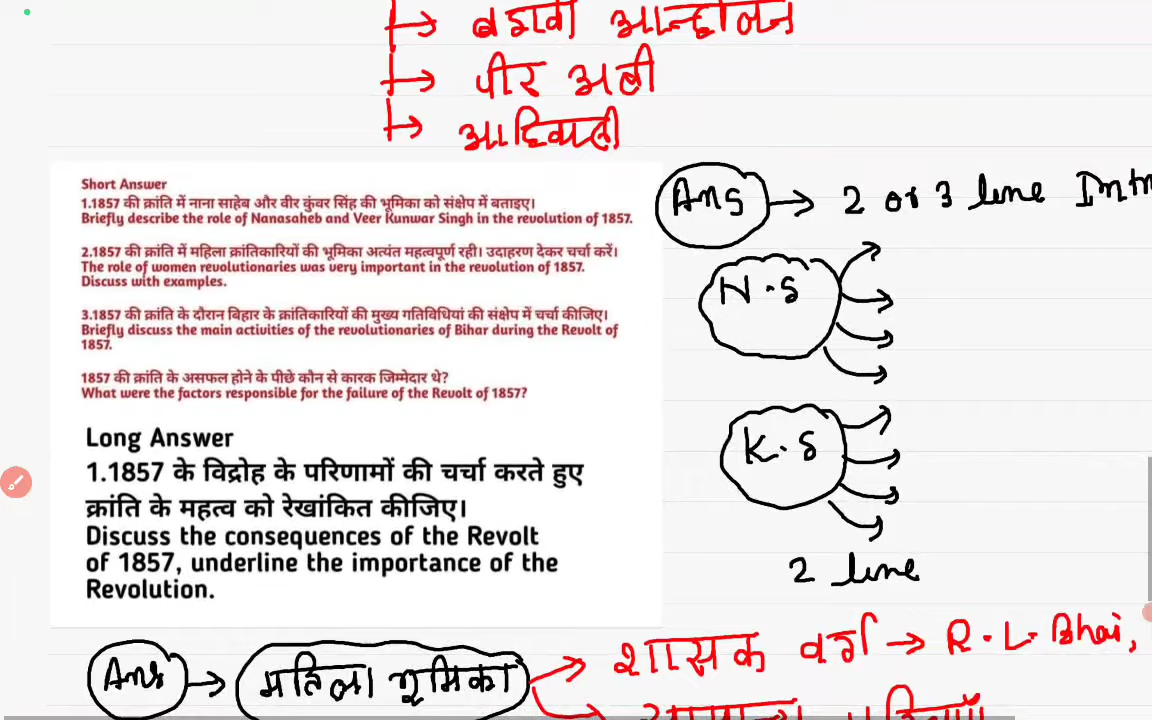 बगावी आन्दोलन
पीर अली
आदिवासी
Short Answer
1.1857 की क्रांति में नाना साहेब और वीर कुंवर सिंह की भूमिका को संक्षेप में बताइए।
Briefly describe the role of Nanasaheb and Veer Kunwar Singh in the revolution of 1857.
2.1857 की क्रांति में महिला क्रांतिकारियों की भूमिका अत्यंत महत्वपूर्ण रही। उदाहरण देकर चर्चा करें।
The role of women revolutionaries was very important in the revolution of 1857.
Discuss with examples.
3.1857 की क्रांति के दौरान बिहार के क्रांतिकारियों की मुख्य गतिविधियां की संक्षेप में चर्चा कीजिए।
Briefly discuss the main activities of the revolutionaries of Bihar during the Revolt of
1857.
1857 की क्रांति के असफल होने के पीछे कौन से कारक जिम्मेदार थे?
What were the factors responsible for the failure of the Revolt of 1857?
Long Answer
1.1857 के विद्रोह के परिणामों की चर्चा करते हुए
क्रांति के महत्व को रेखांकित कीजिए।
Discuss the consequences of the Revolt
of 1857, underline the importance of the
Revolution.
Ans → 2 or 3 line Intr
N.S
K.S
2 line
Ans → महिला भूमिका
शासक वर्ग → R.L. Bhai,